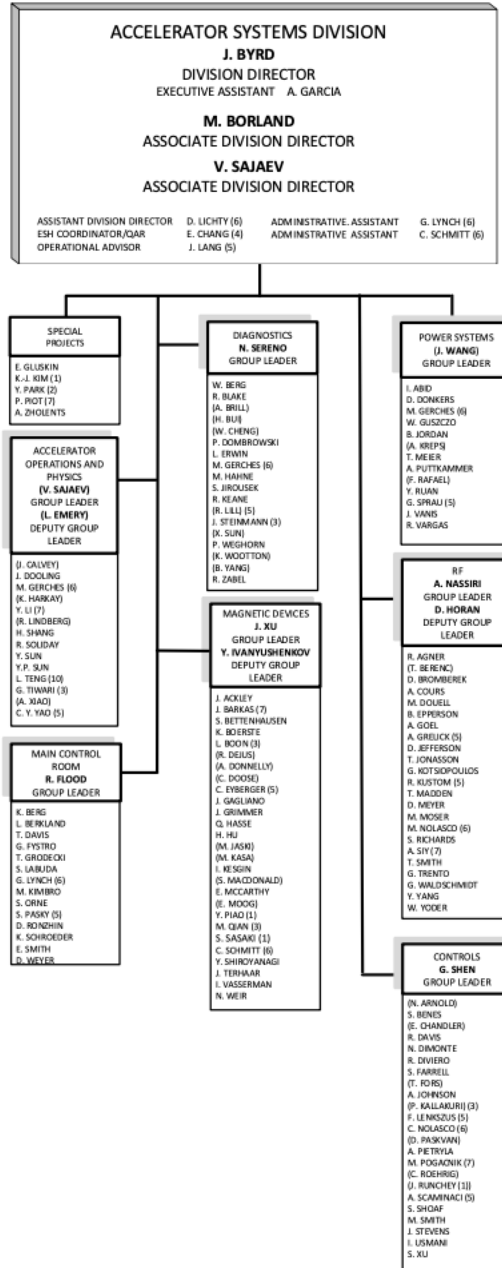 ACCELERATOR SYSTEMS DIVISION
J. BYRD
DIVISION DIRECTOR
EXECUTIVE ASSISTANT A. GARCIA
M. BORLAND
ASSOCIATE DIVISION DIRECTOR
V. SAJAEV
ASSOCIATE DIVISION DIRECTOR
ASSISTANT DIVISION DIRECTOR D. LICHTY (6) ADMINISTRATIVE. ASSISTANT G. LYNCH (6)
ESH COORDINATOR/QAR E. CHANG (4) ADMINISTRATIVE ASSISTANT C. SCHMITT (6)
OPERATIONAL ADVISOR J. LANG (5)
SPECIAL
PROJECTS
E. GLUSKIN
K.-J. KIM (1)
Y. PARK (2)
P. PIOT (7)
A. ZHOLENTS
ACCELERATOR
OPERATIONS AND
PHYSICS
(V. SAJAEV)
GROUP LEADER
(L. EMERY)
DEPUTY GROUP
LEADER
(J. CALVEY)
J. DOOLING
M. GERCHES (6)
(K. HARKAY)
Y. LI (7)
(R. LINDBERG)
H. SHANG
R. SOLIDAY
Y. SUN
Y.P. SUN
L. TENG (10)
G. TIWARI (3)
(A. XIAO)
C. Y. YAO (5)
MAIN CONTROL
ROOM
R. FLOOD
GROUP LEADER
K. BERG
L. BERKLAND
T. DAVIS
G. FYSTRO
T. GRODECKI
S. LABUDA
G. LYNCH (6)
M. KIMBRO
S. ORNE
S. PASKY (5)
D. RONZHIN
K. SCHROEDER
E. SMITH
D. WEYER
DIAGNOSTICS
N. SERENO
GROUP LEADER
W. BERG
R. BLAKE
(A. BRILL)
(H. BUI)
(W. CHENG)
P. DOMBROWSKI
L. ERWIN
M. GERCHES (6)
M. HAHNE
S. JIROUSEK
R. KEANE
(R. LILL) (5)
J. STEINMANN (3)
(X. SUN)
P. WEGHORN
(K. WOOTTON)
(B. YANG)
R. ZABEL
MAGNETIC DEVICES
J. XU
GROUP LEADER
Y. IVANYUSHENKOV
DEPUTY GROUP
LEADER
J. ACKLEY
J. BARKAS (7)
S. BETTENHAUSEN
K. BOERSTE
L. BOON (3)
(R. DEJUS)
(A. DONNELLY)
(C. DOOSE)
C. EYBERGER (5)
J. GAGLIANO
J. GRIMMER
Q. HASSE
H. HU
(M. JASKI)
(M. KASA)
I. KESGIN
(S. MACDONALD)
E. MCCARTHY
(E. MOOG)
Y. PIAO (1)
M. QIAN (3)
S. SASAKI (1)
C. SCHMITT (6)
Y. SHIROYANAGI
J. TERHAAR
I. VASSERMAN
N. WEIR
POWER SYSTEMS
(J. WANG)
GROUP LEADER
I. ABID
D. DONKERS
M. GERCHES (6)
W. GUSZCZO
B. JORDAN
(A. KREPS)
T. MEIER
A. PUTTKAMMER
(F. RAFAEL)
Y. RUAN
G. SPRAU (5)
J. VANIS
R. VARGAS
RF
A. NASSIRI
GROUP LEADER
D. HORAN
DEPUTY GROUP
LEADER
R. AGNER
(T. BERENC)
D. BROMBEREK
A. COURS
M. DOUELL
B. EPPERSON
A. GOEL
A. GRELICK (5)
D. JEFFERSON
T. JONASSON
G. KOTSIOPOULOS
R. KUSTOM (5)
T. MADDEN
D. MEYER
M. MOSER
M. NOLASCO (6)
S. RICHARDS
A. SIY (7)
T. SMITH
G. TRENTO
G. WALDSCHMIDT
Y. YANG
W. YODER
CONTROLS
G. SHEN
GROUP LEADER
(N. ARNOLD)
S. BENES
(E. CHANDLER)
R. DAVIS
N. DIMONTE
R. DIVIERO
S. FARRELL
(T. FORS)
A. JOHNSON
(P. KALLAKURI) (3)
F. LENKSZUS (5)
C. NOLASCO (6)
(D. PASKVAN)
A. PIETRYLA
M. POGACNIK (7)
(C. ROEHRIG)
(J. RUNCHEY (1))
A. SCAMINACI (5)
S. SHOAF
M. SMITH
J. STEVENS
I. USMANI
S. XU